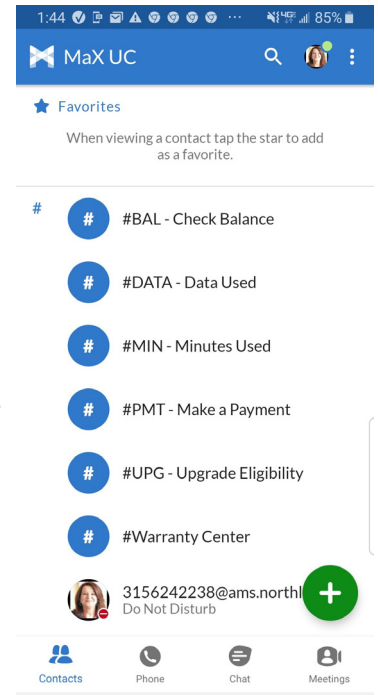 1:44 ... 4G 85%
MaX UC
Favorites
When viewing a contact tap the star to add
as a favorite.
#
# #BAL - Check Balance
# #DATA - Data Used
# #MIN - Minutes Used
# #PMT - Make a Payment
# #UPG - Upgrade Eligibility
# #Warranty Center
3156242238@ams.northl
Do Not Disturb
Contacts Phone Chat Meetings